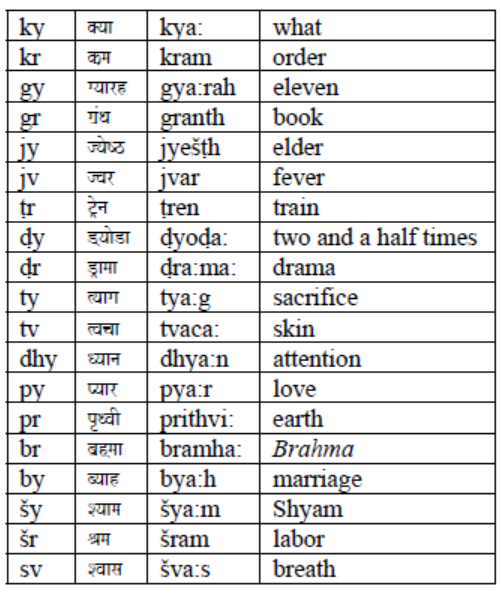 ky क्या kya: what
kr क्रम kram order
gy ग्यारह gya:rah eleven
gr ग्रंथ granth book
jy ज्येष्ठ jyešṭh elder
jv ज्वर jvar fever
ṭr ट्रेन ṭren train
ḍy ड्योडा ḍyoḍa: two and a half times
ḍr ड्रामा ḍra:ma: drama
ty त्याग tya:g sacrifice
tv त्वचा tvaca: skin
dhy ध्यान dhya:n attention
py प्यार pya:r love
pr पृथ्वी prithvi: earth
br ब्रहमा bramha: Brahma
by ब्याह bya:h marriage
šy श्याम šya:m Shyam
šr श्रम šram labor
sv श्वास šva:s breath